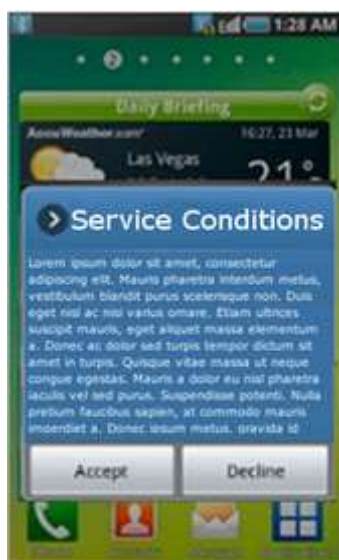 1:28 AM
Daily Briefing
AccuWeather.com
16:27, 23 Mar
Las Vegas
21°
Service Conditions
Lorem ipsum dolor sit amet, consectetur
adipiscing elit. Mauris pharetra interdum metus,
vestibulum blandit purus scelerisque non. Duis
eget nisl ac nisi varius ornare. Etiam ultrices
suscipit mauris, eget aliquet massa elementum
a. Donec ac dolor sed turpis tempor dictum sit
amet in turpis. Quisque vitae massa ut neque
congue egestas. Mauris a dolor eu nisl pharetra
iaculis vel sed purus. Suspendisse potenti. Nulla
pretium faucibus sapien, at commodo mauris
imperdiet a. Donec ipsum metus, gravida id
Accept
Decline